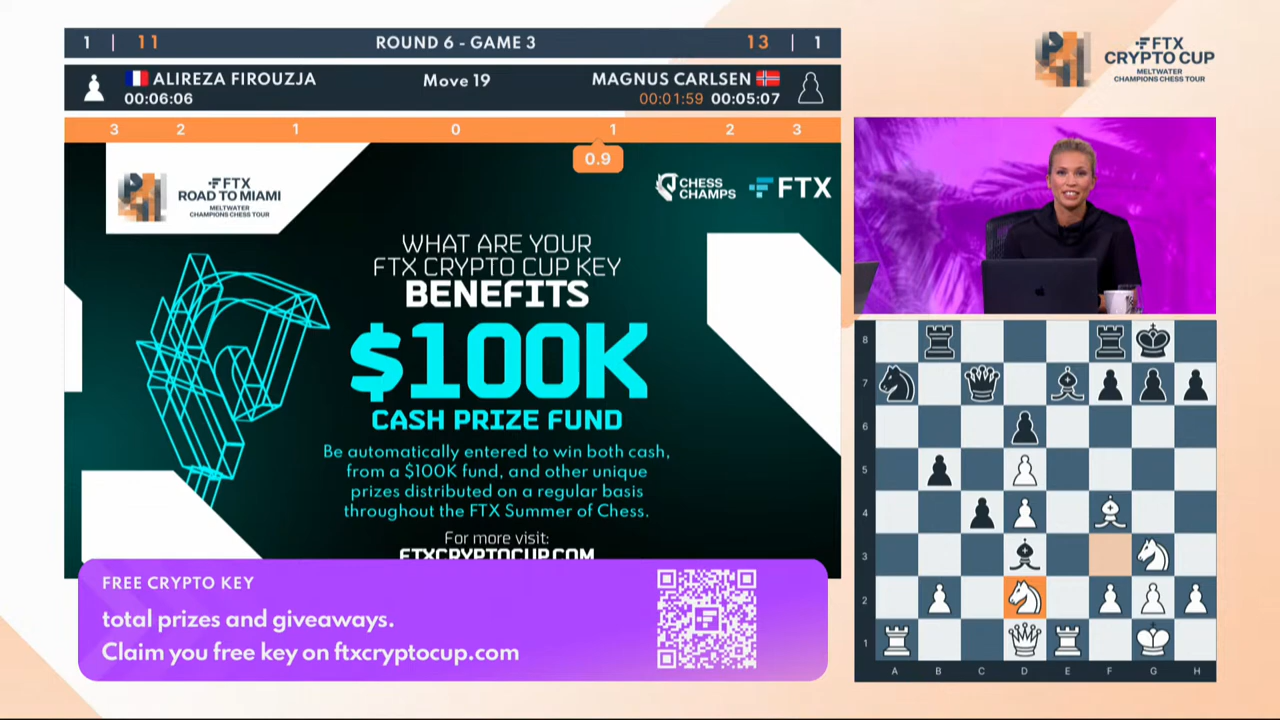 1 | 11 ROUND 6 - GAME 3 13 | 1
ALIREZA FIROUZJA Move 19 MAGNUS CARLSEN
00:06:06 00:01:59 00:05:07
3 2 1 0 1 2 3
0.9
FTX
CRYPTO CUP
MELTWATER
CHAMPIONS CHESS TOUR
FTX
ROAD TO MIAMI
MELTWATER
CHAMPIONS CHESS TOUR
CHESS
CHAMPS
FTX
WHAT ARE YOUR
FTX CRYPTO CUP KEY
BENEFITS
$100K
CASH PRIZE FUND
Be automatically entered to win both cash,
from a $100K fund, and other unique
prizes distributed on a regular basis
throughout the FTX Summer of Chess.
For more visit:
FTXCRYPTOCUP.COM
FREE CRYPTO KEY
total prizes and giveaways.
Claim you free key on ftxcryptocup.com
8
7
6
5
4
3
2
1
A B C D E F G H